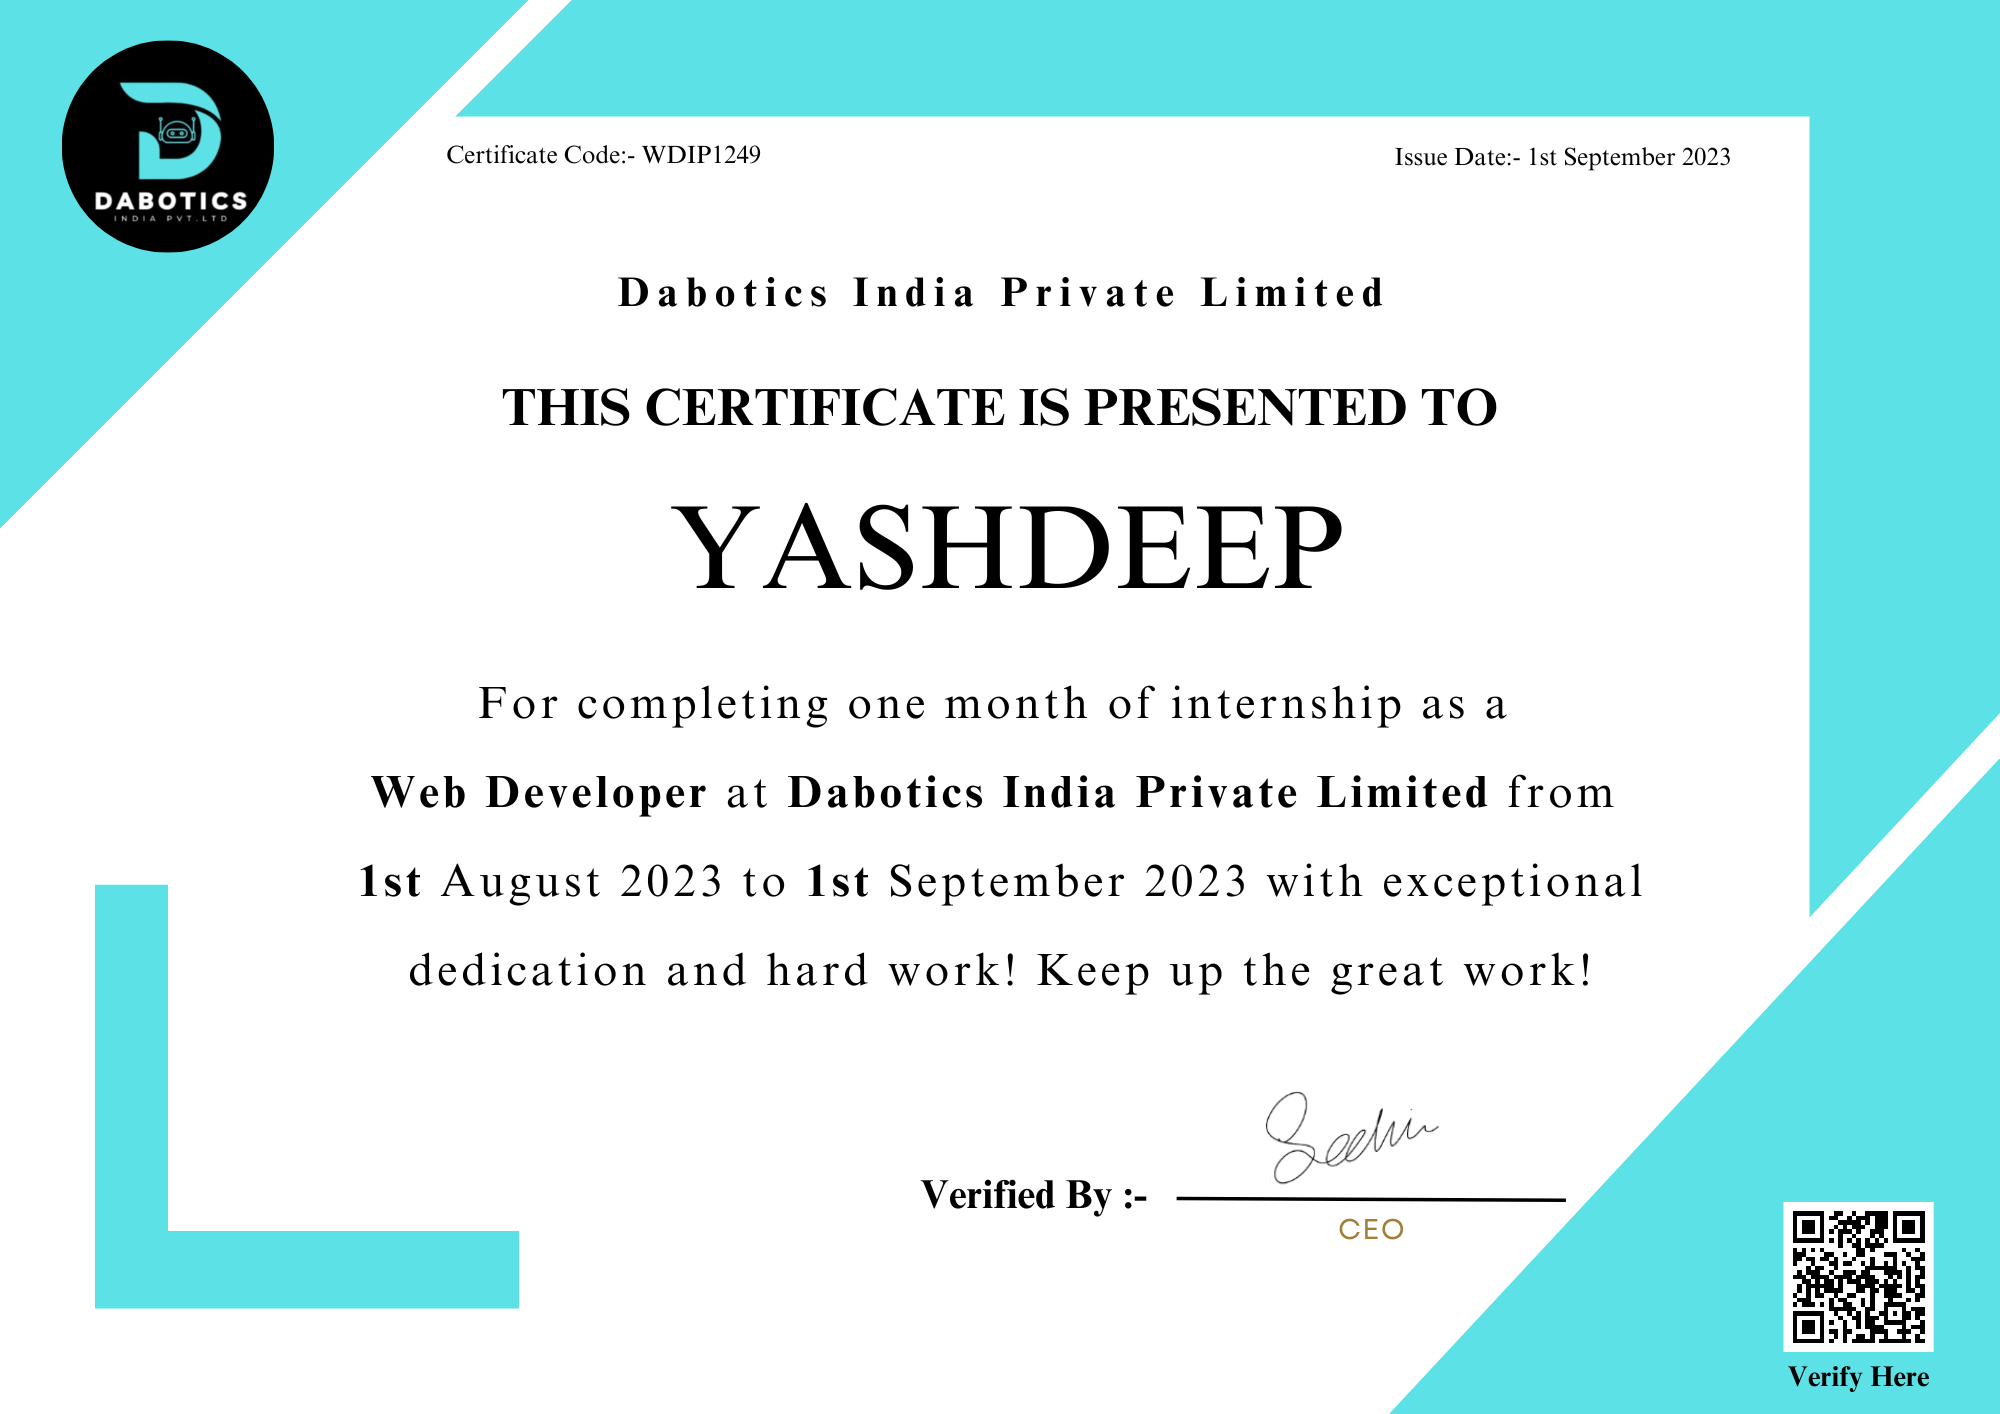 DABOTICS
INDIA PVT.LTD
Certificate Code:- WDIP1249
Issue Date:- 1st September 2023
Dabotics India Private Limited
THIS CERTIFICATE IS PRESENTED TO
YASHDEEP
For completing one month of internship as a
Web Developer at Dabotics India Private Limited from
1st August 2023 to 1st September 2023 with exceptional
dedication and hard work! Keep up the great work!
Verified By :-
CEO
Verify Here